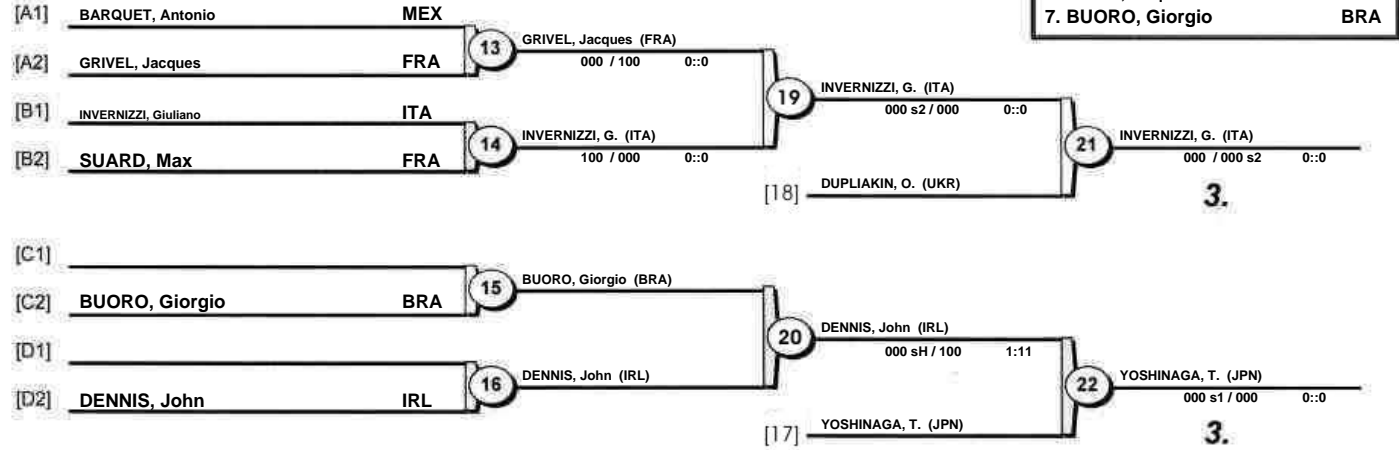 7. BUORO, Giorgio BRA
[A1] BARQUET, Antonio MEX
13 GRIVEL, Jacques (FRA)
000 / 100 0::0
[A2] GRIVEL, Jacques FRA
19 INVERNIZZI, G. (ITA)
000 s2 / 000 0::0
[B1] INVERNIZZI, Giuliano ITA
14 INVERNIZZI, G. (ITA)
100 / 000 0::0
[B2] SUARD, Max FRA
21 INVERNIZZI, G. (ITA)
000 / 000 s2 0::0
[18] DUPLIAKIN, O. (UKR)
3.
[C1]
15 BUORO, Giorgio (BRA)
[C2] BUORO, Giorgio BRA
20 DENNIS, John (IRL)
000 sH / 100 1:11
[D1]
16 DENNIS, John (IRL)
[D2] DENNIS, John IRL
22 YOSHINAGA, T. (JPN)
000 s1 / 000 0::0
[17] YOSHINAGA, T. (JPN)
3.